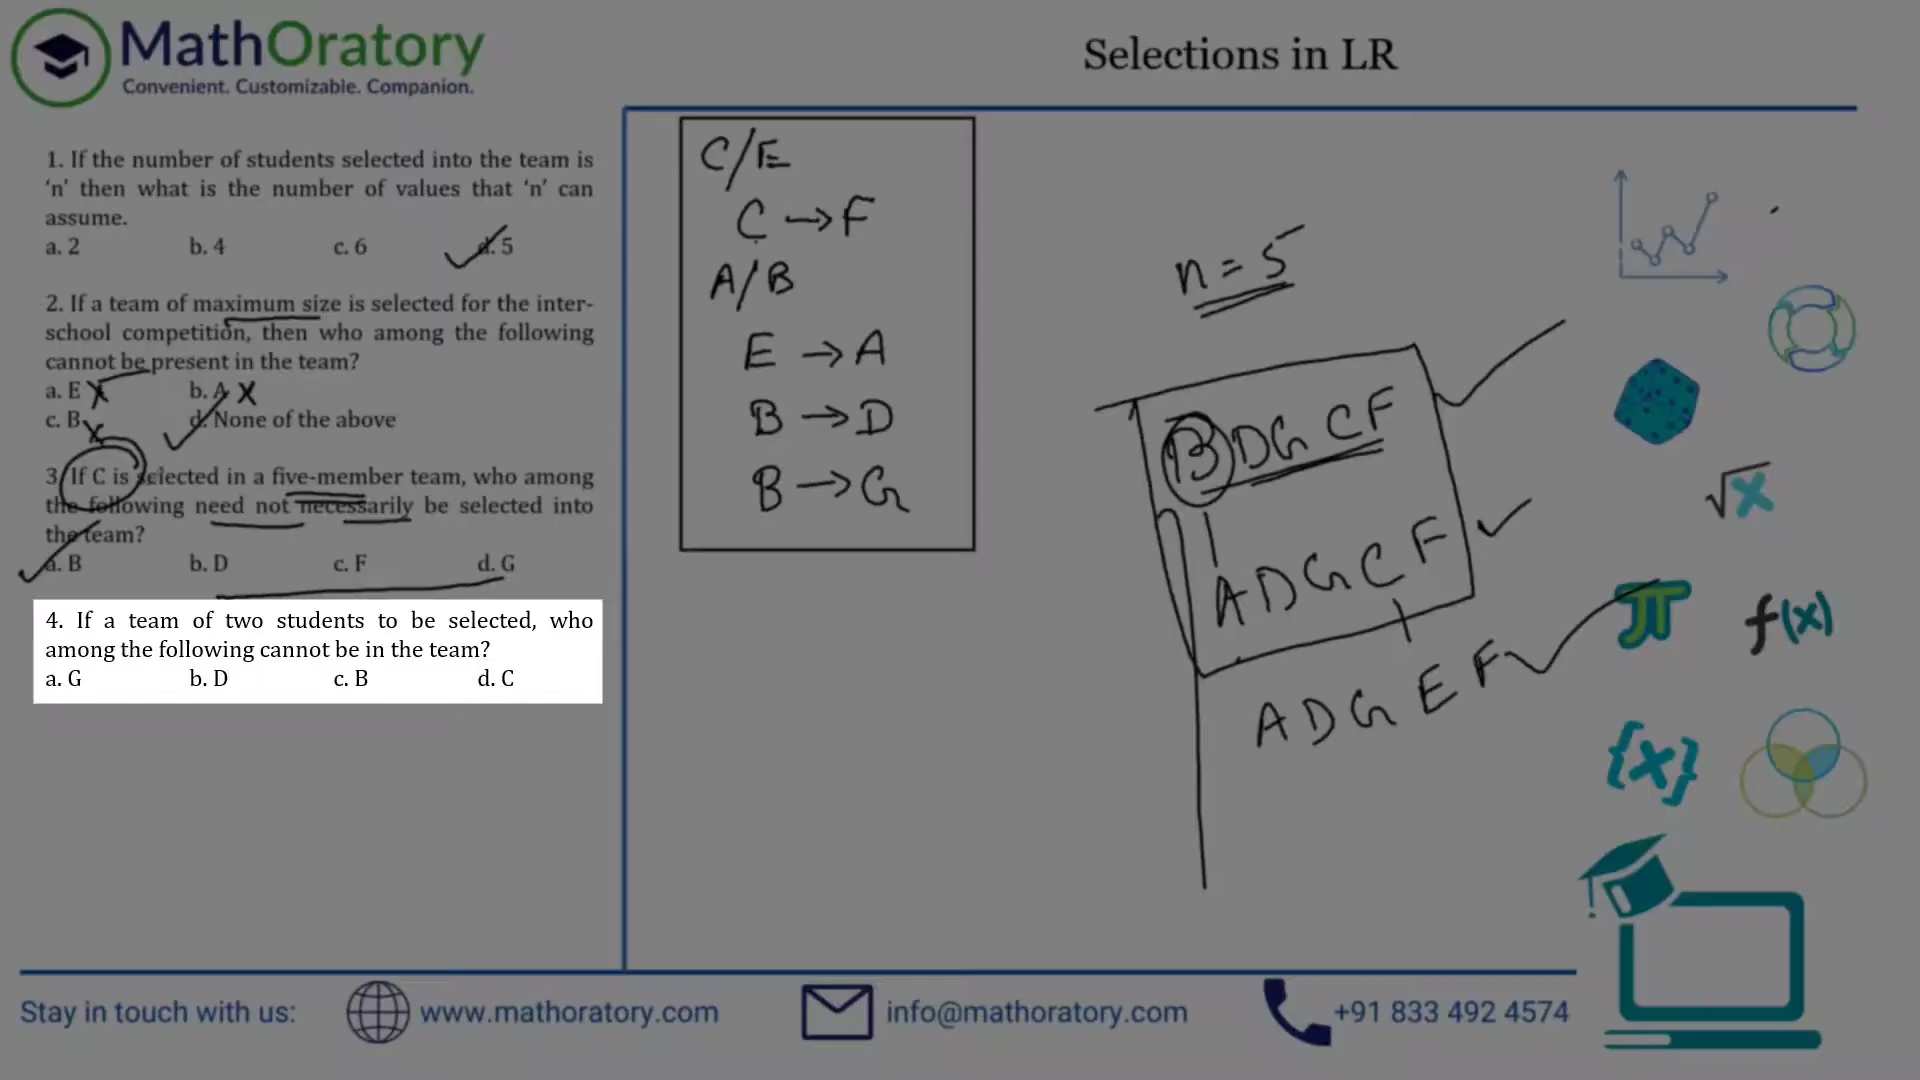 MathOratory
Convenient. Customizable. Companion.
Selections in LR
1. If the number of students selected into the team is
‘n’ then what is the number of values that ‘n’ can
assume.
a. 2 b. 4 c. 6 d. 5
2. If a team of maximum size is selected for the inter-
school competition, then who among the following
cannot be present in the team?
a. E b. A
c. B d. None of the above
3. If C is selected in a five-member team, who among
the following need not necessarily be selected into
the team?
a. B b. D c. F d. G
4. If a team of two students to be selected, who
among the following cannot be in the team?
a. G b. D c. B d. C
C/E
C → F
A/B
E → A
B → D
B → G
n = 5
B D G C F
A D G C F
A D G E F
√x
π f(x)
{x}
Stay in touch with us: www.mathoratory.com info@mathoratory.com +91 833 492 4574